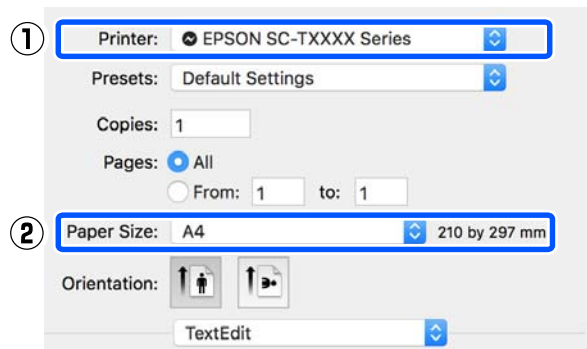 ① Printer: EPSON SC-TXXXX Series
Presets: Default Settings
Copies: 1
Pages: All
From: 1 to: 1
② Paper Size: A4 210 by 297 mm
Orientation:
TextEdit